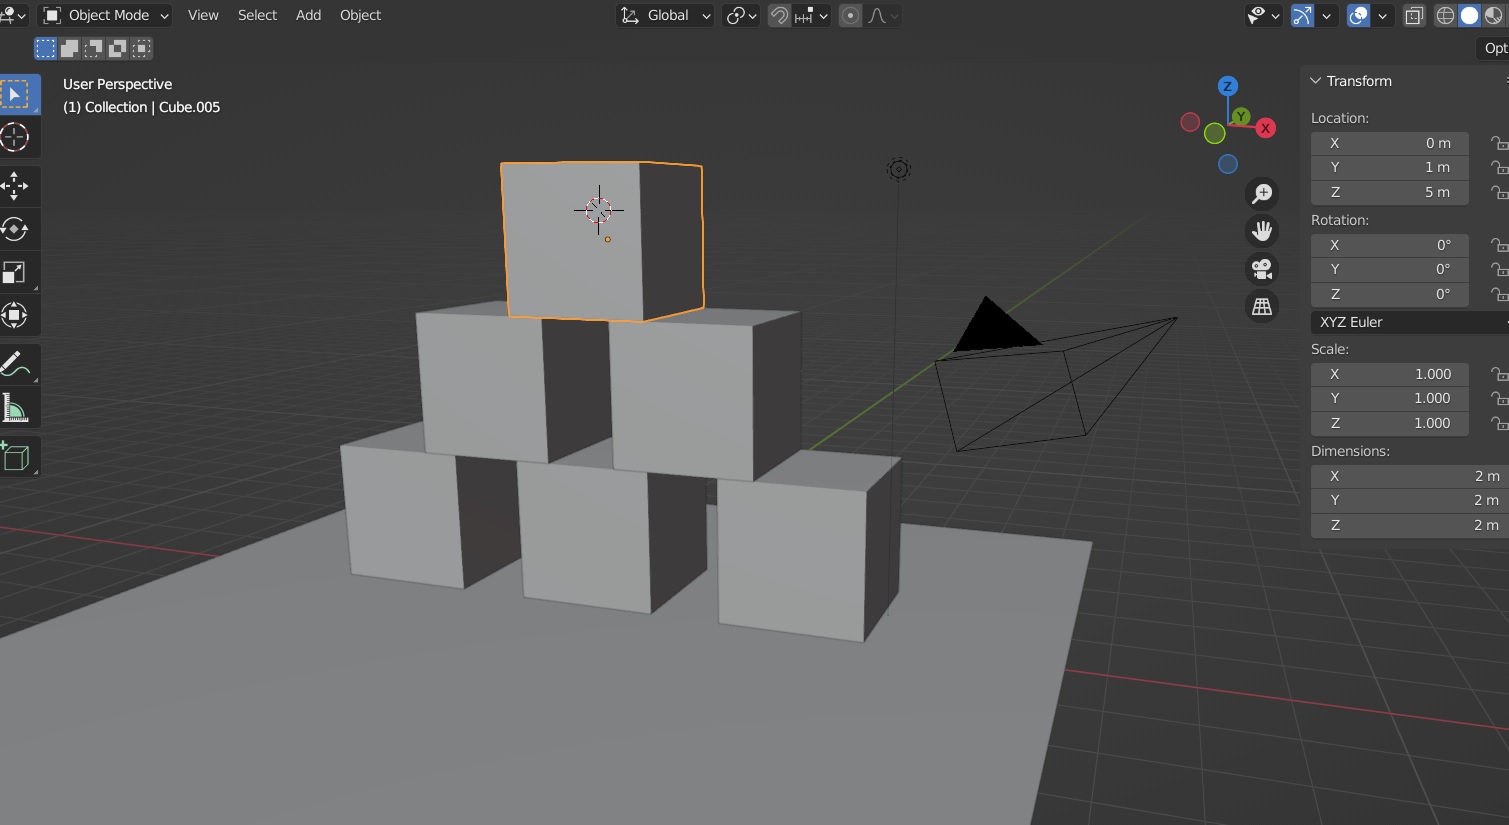 Object Mode View Select Add Object Global
Opt
User Perspective
(1) Collection | Cube.005
Z
Y
X
Transform
Location:
X 0 m
Y 1 m
Z 5 m
Rotation:
X 0°
Y 0°
Z 0°
XYZ Euler
Scale:
X 1.000
Y 1.000
Z 1.000
Dimensions:
X 2 m
Y 2 m
Z 2 m